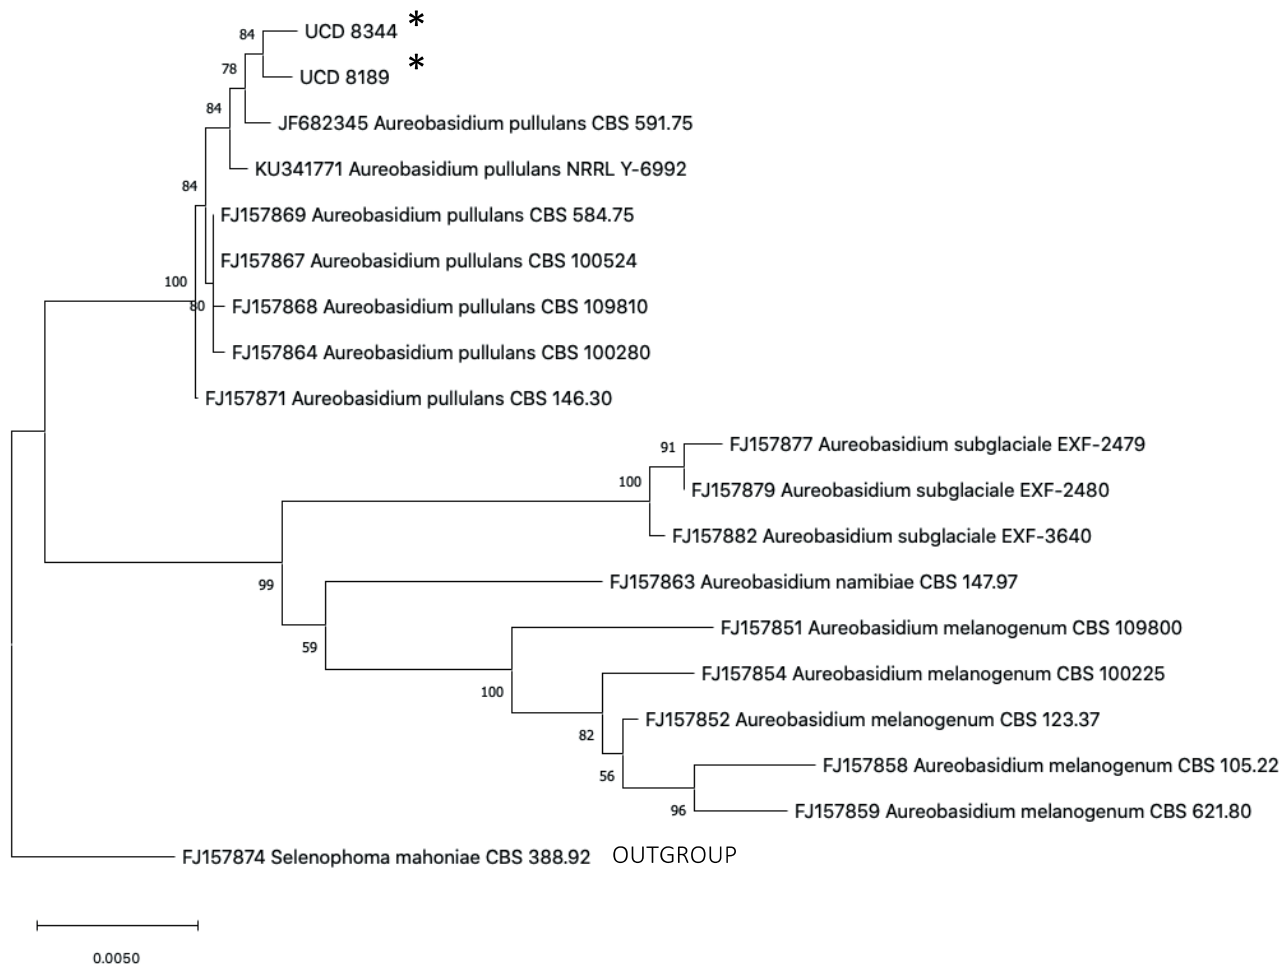 84
UCD 8344 *
78
UCD 8189 *
84
JF682345 Aureobasidium pullulans CBS 591.75
KU341771 Aureobasidium pullulans NRRL Y-6992
84
FJ157869 Aureobasidium pullulans CBS 584.75
FJ157867 Aureobasidium pullulans CBS 100524
100
80
FJ157868 Aureobasidium pullulans CBS 109810
FJ157864 Aureobasidium pullulans CBS 100280
FJ157871 Aureobasidium pullulans CBS 146.30
91
FJ157877 Aureobasidium subglaciale EXF-2479
100
FJ157879 Aureobasidium subglaciale EXF-2480
FJ157882 Aureobasidium subglaciale EXF-3640
99
FJ157863 Aureobasidium namibiae CBS 147.97
FJ157851 Aureobasidium melanogenum CBS 109800
59
FJ157854 Aureobasidium melanogenum CBS 100225
100
FJ157852 Aureobasidium melanogenum CBS 123.37
82
FJ157858 Aureobasidium melanogenum CBS 105.22
56
FJ157859 Aureobasidium melanogenum CBS 621.80
96
FJ157874 Selenophoma mahoniae CBS 388.92 OUTGROUP
0.0050